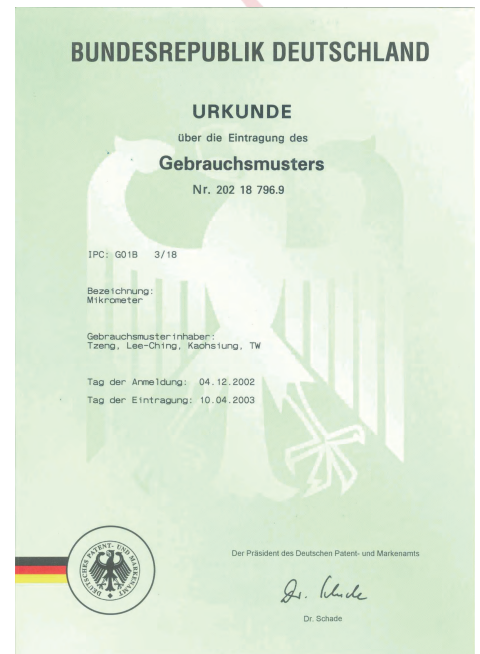 BUNDESREPUBLIK DEUTSCHLAND
URKUNDE
über die Eintragung des
Gebrauchsmusters
Nr. 202 18 796.9
IPC: G01B 3/18
Bezeichnung:
Mikrometer
Gebrauchsmusterinhaber:
Tzeng, Lee-Ching, Kaohsiung, TW
Tag der Anmeldung: 04.12.2002
Tag der Eintragung: 10.04.2003
DEUTSCHES PATENT- UND MARKENAMT
Der Präsident des Deutschen Patent- und Markenamts
Dr. Schade
Dr. Schade